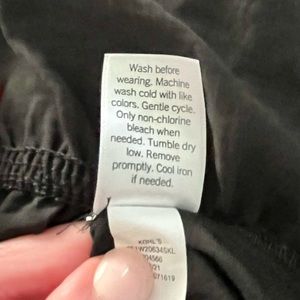 Wash before
wearing. Machine
wash cold with like
colors. Gentle cycle.
Only non-chlorine
bleach when
needed. Tumble dry
low. Remove
promptly. Cool iron
if needed.
KOHL'S